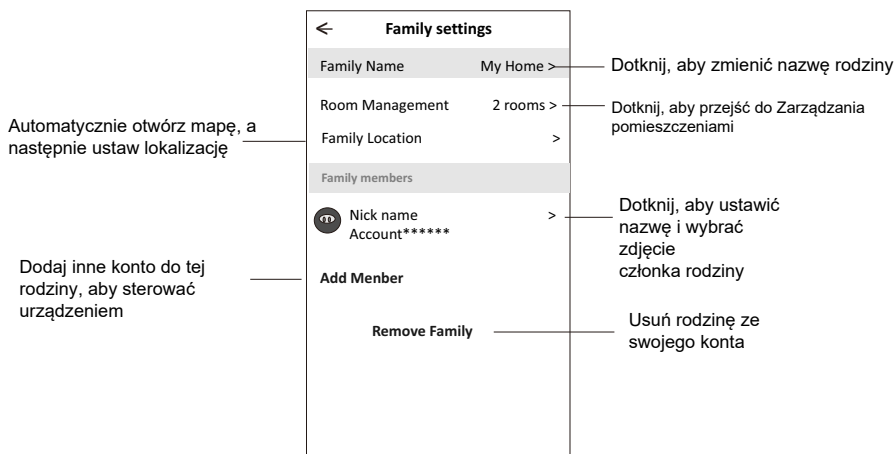 Family settings
Family Name My Home >
Dotknij, aby zmienić nazwę rodziny
Room Management 2 rooms >
Dotknij, aby przejść do Zarządzania
pomieszczeniami
Automatycznie otwórz mapę, a
następnie ustaw lokalizację
Family Location >
Family members
Nick name >
Account******
Dotknij, aby ustawić
nazwę i wybrać
zdjęcie
członka rodziny
Dodaj inne konto do tej
rodziny, aby sterować
urządzeniem
Add Menber
Remove Family
Usuń rodzinę ze
swojego konta